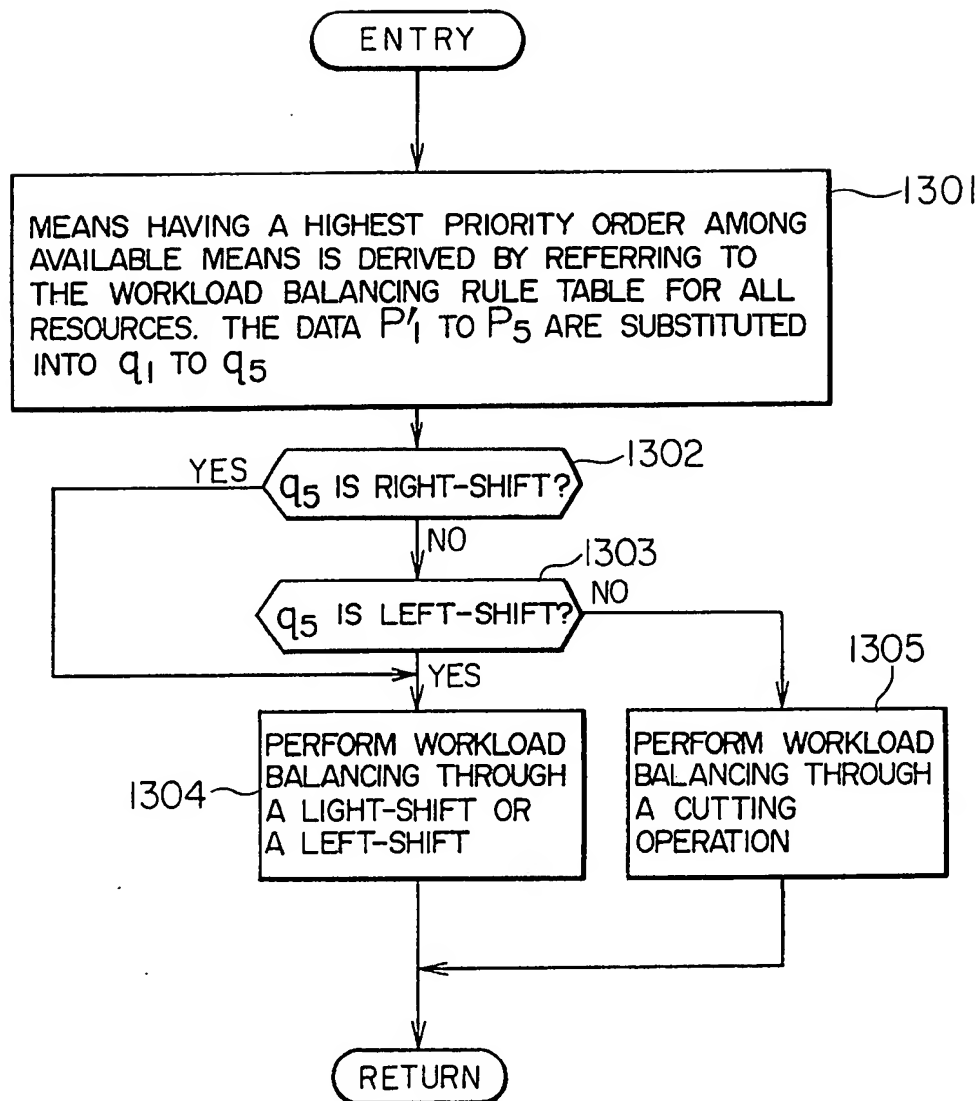 ENTRY
1301
MEANS HAVING A HIGHEST PRIORITY ORDER AMONG
AVAILABLE MEANS IS DERIVED BY REFERRING TO
THE WORKLOAD BALANCING RULE TABLE FOR ALL
RESOURCES. THE DATA P'1 TO P5 ARE SUBSTITUTED
INTO q1 TO q5
1302
YES
q5 IS RIGHT-SHIFT?
NO
1303
q5 IS LEFT-SHIFT?
NO
YES
1305
1304
PERFORM WORKLOAD
BALANCING THROUGH
A LIGHT-SHIFT OR
A LEFT-SHIFT
PERFORM WORKLOAD
BALANCING THROUGH
A CUTTING
OPERATION
RETURN